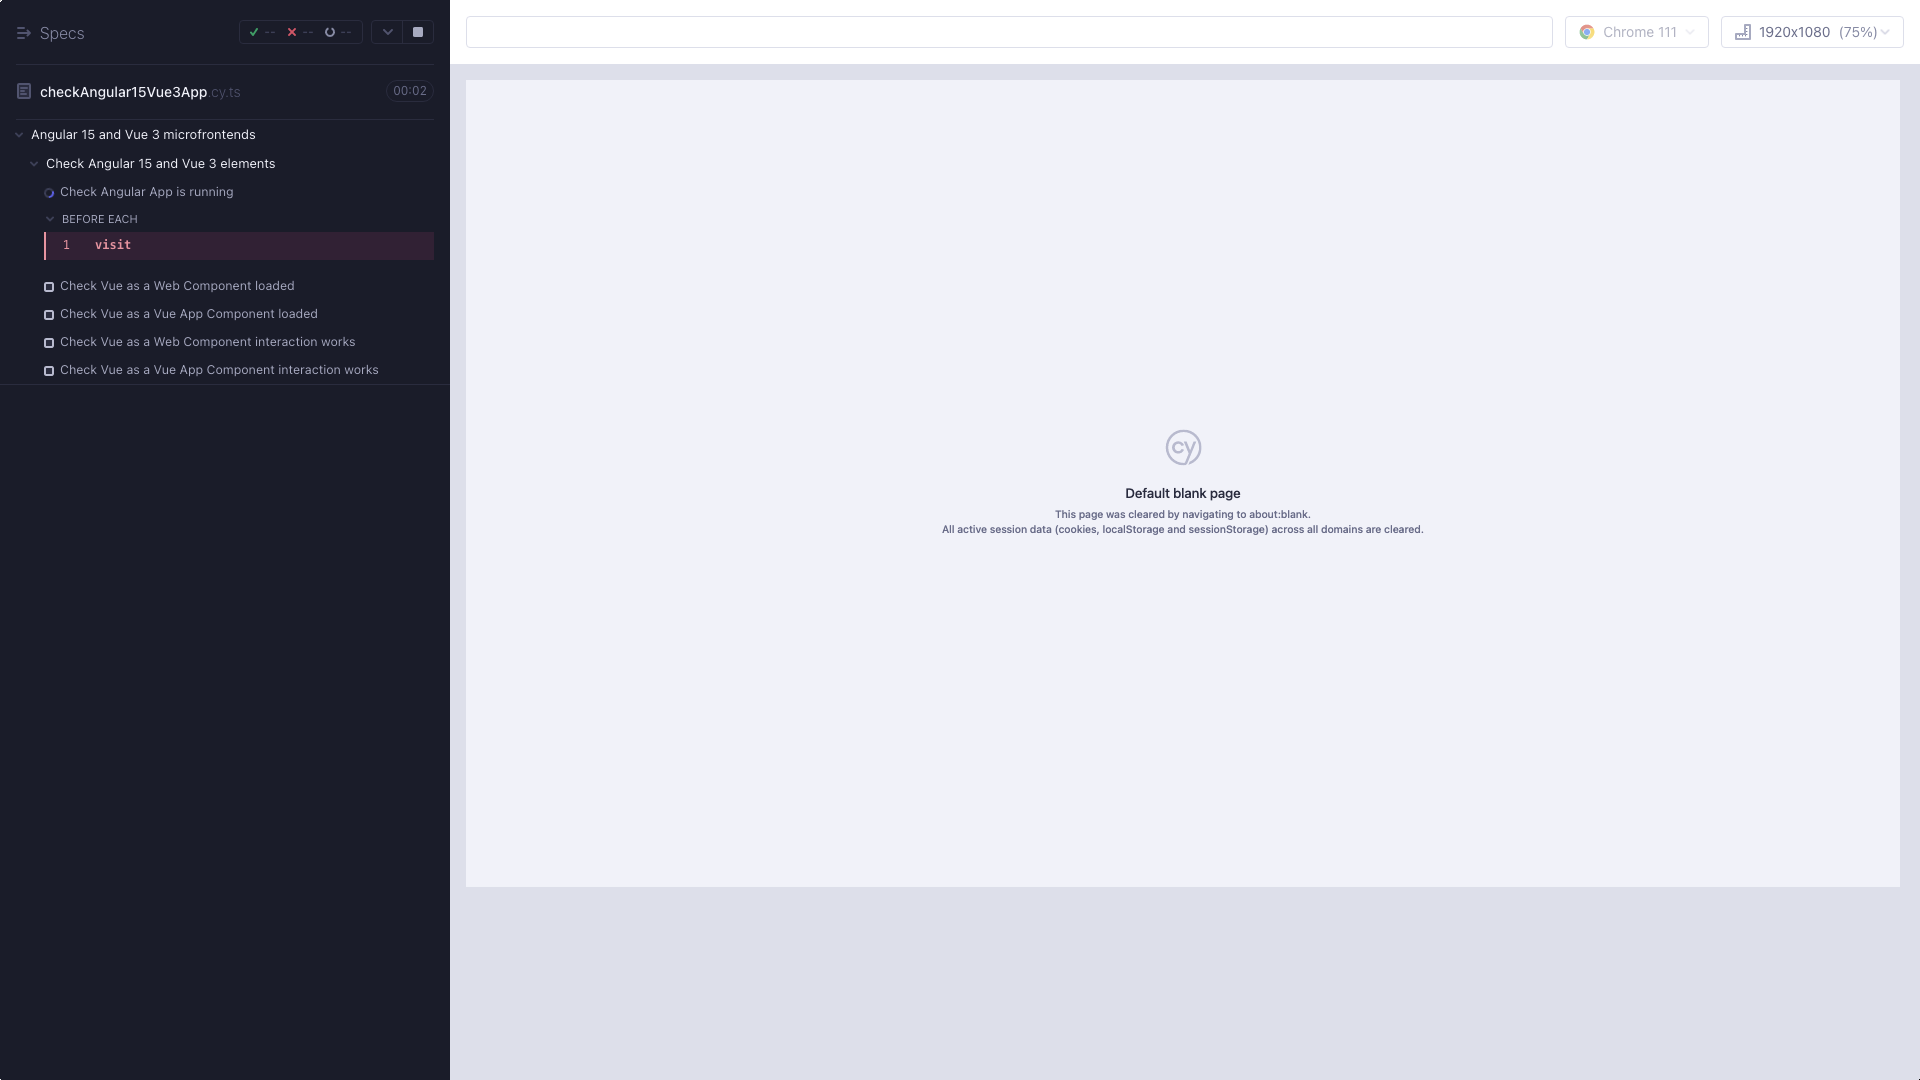 Specs
-- -- --
checkAngular15Vue3App.cy.ts
00:02
Angular 15 and Vue 3 microfrontends
Check Angular 15 and Vue 3 elements
Check Angular App is running
BEFORE EACH
1 visit
Check Vue as a Web Component loaded
Check Vue as a Vue App Component loaded
Check Vue as a Web Component interaction works
Check Vue as a Vue App Component interaction works
Chrome 111
1920x1080 (75%)
cy
Default blank page
This page was cleared by navigating to about:blank.
All active session data (cookies, localStorage and sessionStorage) across all domains are cleared.